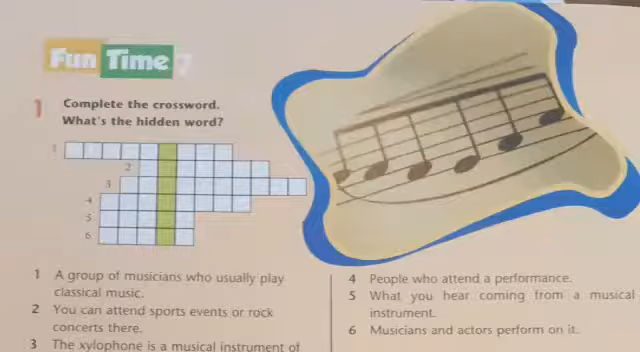 Fun Time 7
1 Complete the crossword.
What's the hidden word?
1
2
3
4
5
6
1 A group of musicians who usually play
classical music.
2 You can attend sports events or rock
concerts there.
3 The xylophone is a musical instrument of
4 People who attend a performance.
5 What you hear coming from a musical
instrument.
6 Musicians and actors perform on it.